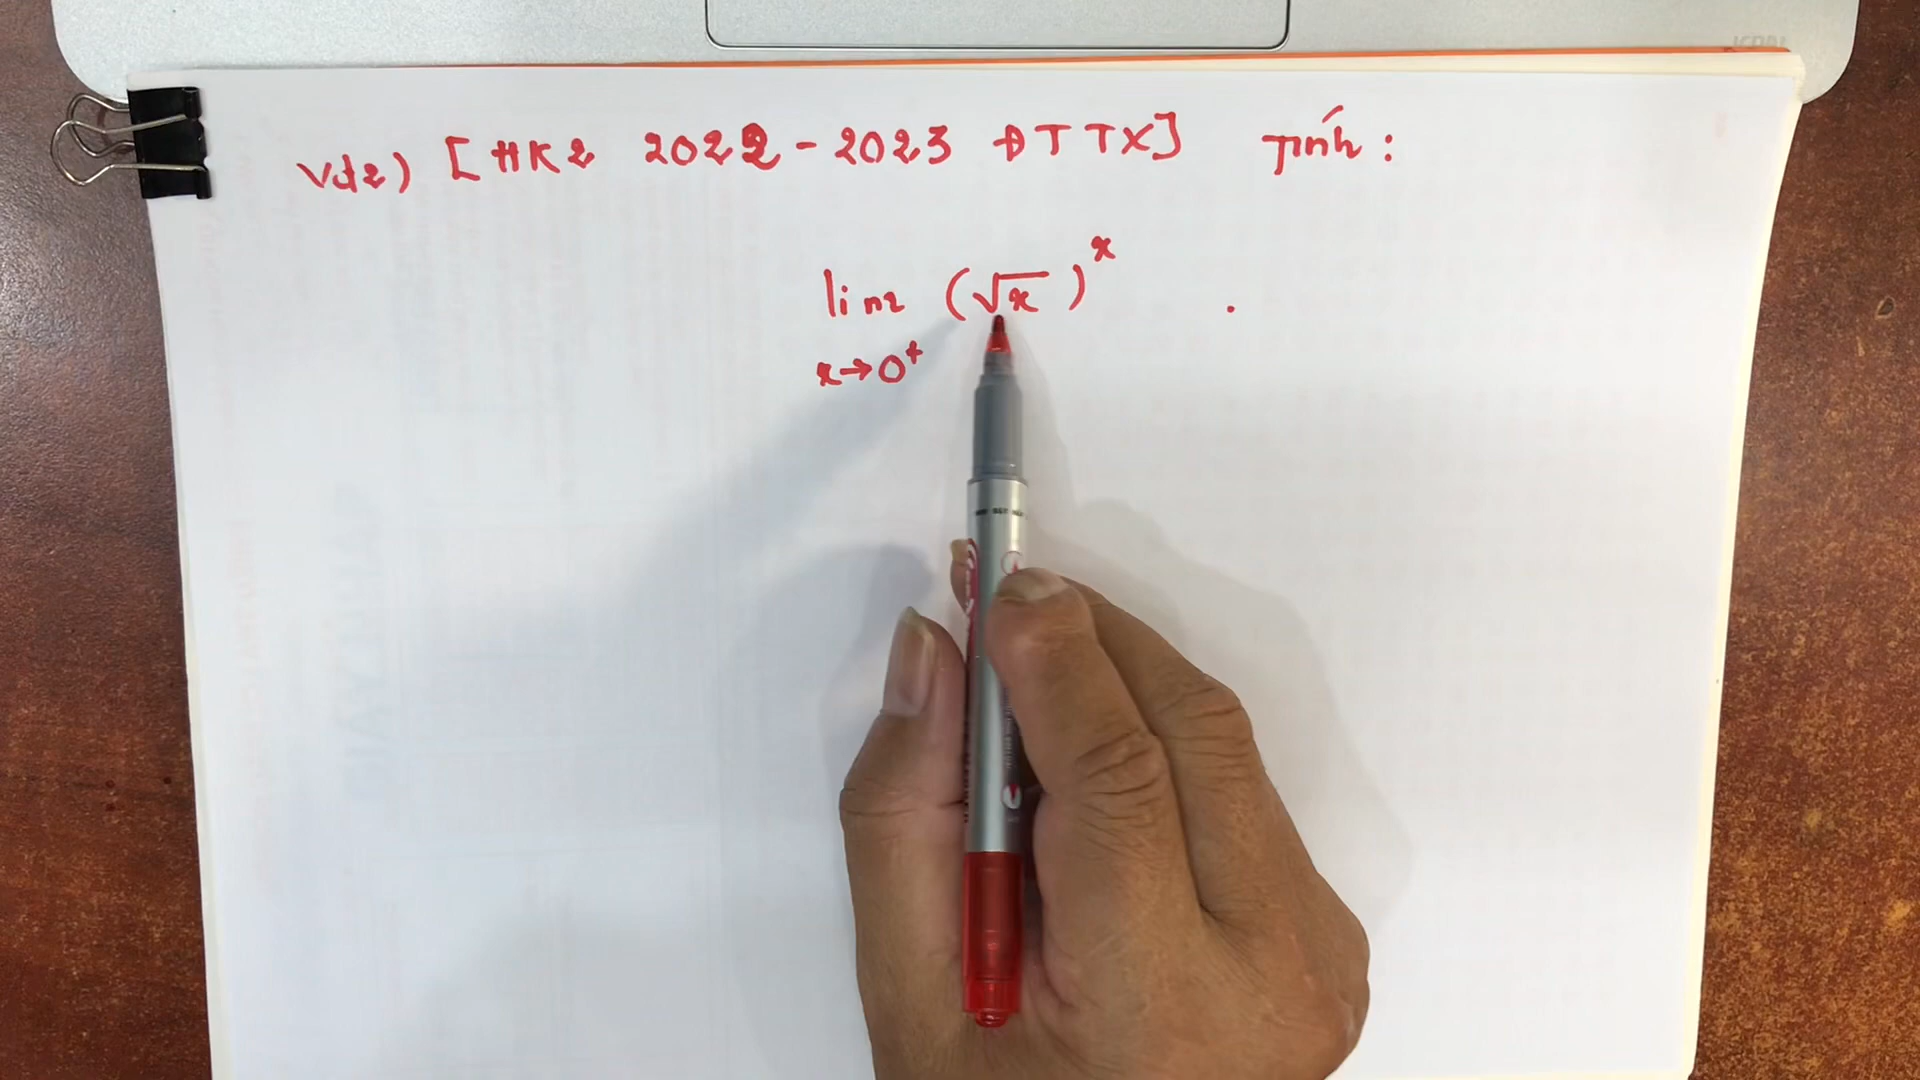 Vd2) [HK2 2022-2023 ĐTTX] Tính:
lim (√x)^x .
x→0⁺